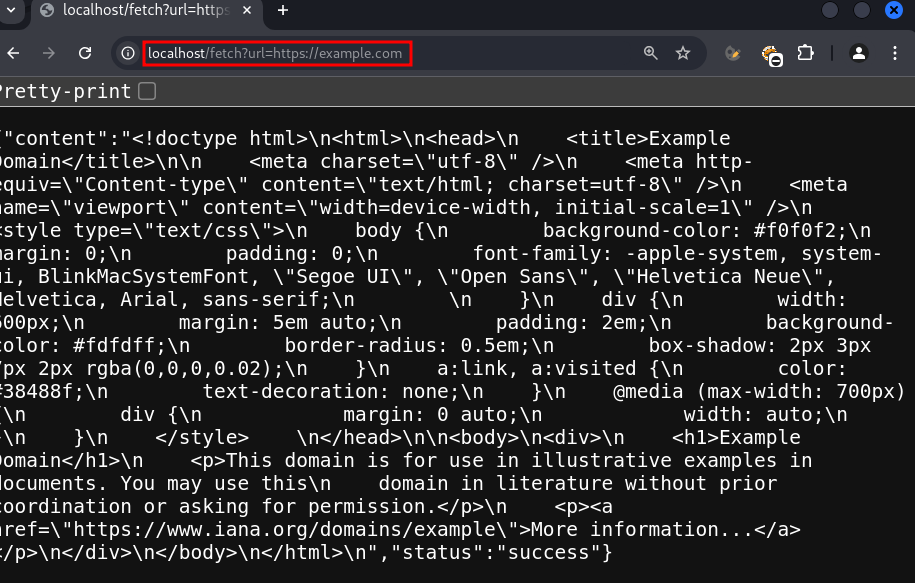 localhost/fetch?url=https
localhost/fetch?url=https://example.com
Pretty-print
{"content":"<!doctype html>\n<html>\n<head>\n    <title>Example
Domain</title>\n\n    <meta charset=\"utf-8\" />\n    <meta http-
equiv=\"Content-type\" content=\"text/html; charset=utf-8\" />\n    <meta
name=\"viewport\" content=\"width=device-width, initial-scale=1\" />\n
<style type=\"text/css\">\n    body {\n        background-color: #f0f0f2;\n
margin: 0;\n        padding: 0;\n        font-family: -apple-system, system-
ui, BlinkMacSystemFont, \"Segoe UI\", \"Open Sans\", \"Helvetica Neue\",
Helvetica, Arial, sans-serif;\n        \n    }\n    div {\n        width:
600px;\n        margin: 5em auto;\n        padding: 2em;\n        background-
color: #fdfdff;\n        border-radius: 0.5em;\n        box-shadow: 2px 3px
7px 2px rgba(0,0,0,0.02);\n    }\n    a:link, a:visited {\n        color:
#38488f;\n        text-decoration: none;\n    }\n    @media (max-width: 700px)
{\n        div {\n            margin: 0 auto;\n            width: auto;\n
}\n    }\n    </style>    \n</head>\n\n<body>\n<div>\n    <h1>Example
Domain</h1>\n    <p>This domain is for use in illustrative examples in
documents. You may use this\n    domain in literature without prior
coordination or asking for permission.</p>\n    <p><a
href=\"https://www.iana.org/domains/example\">More information...</a>
</p>\n</div>\n</body>\n</html>\n","status":"success"}